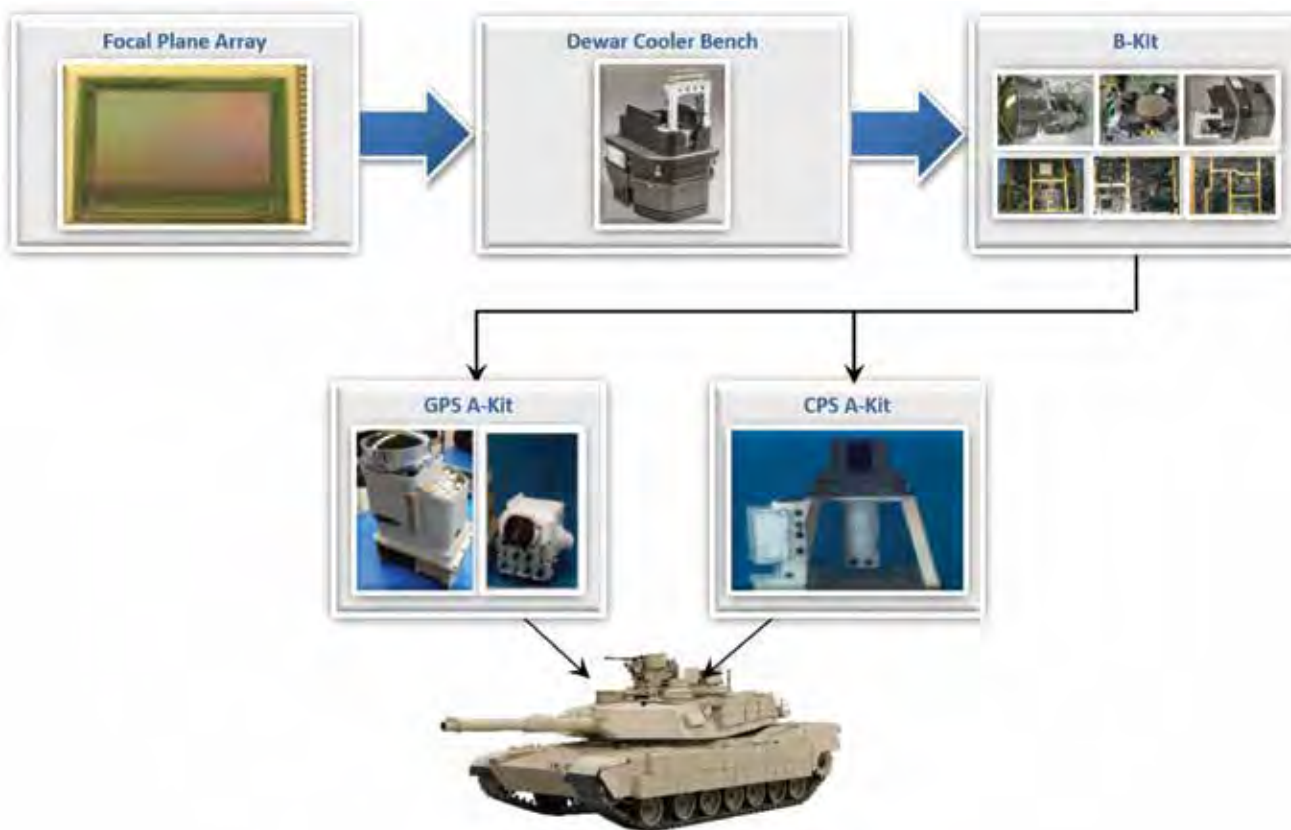 Focal Plane Array
Dewar Cooler Bench
B-Kit
GPS A-Kit
CPS A-Kit